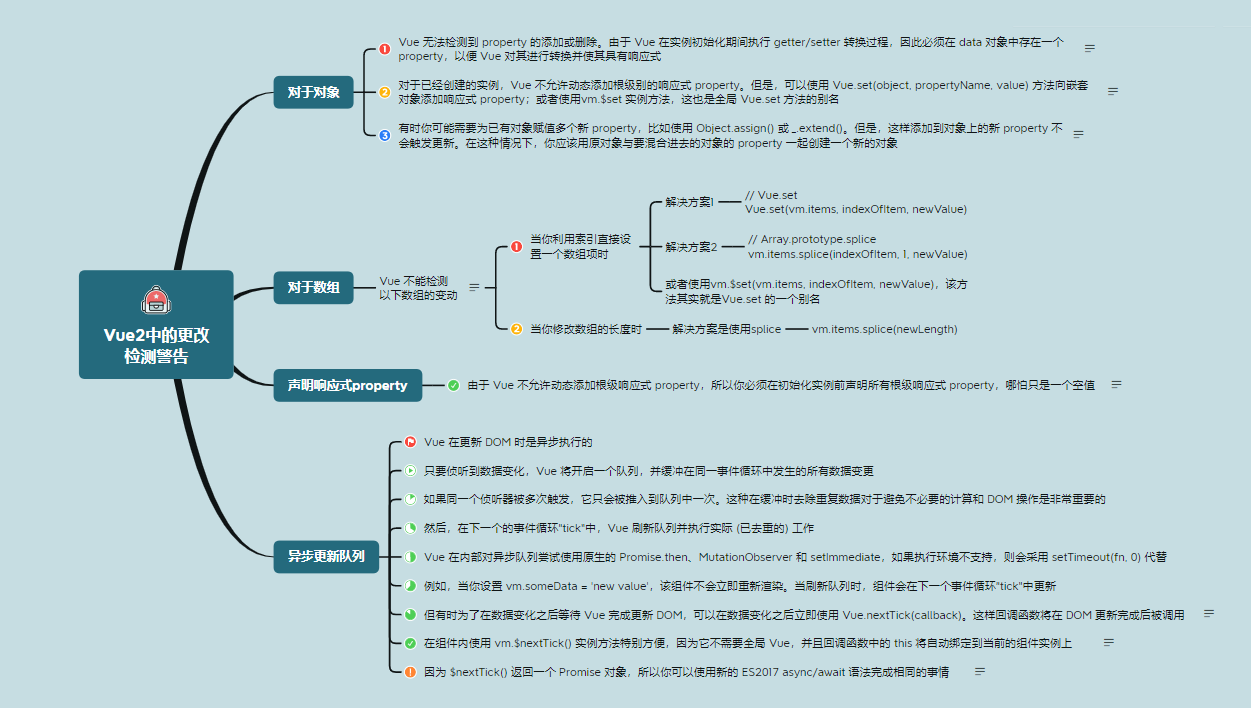 Vue2中的更改
检测警告
对于对象
Vue 无法检测到 property 的添加或删除。由于 Vue 在实例初始化期间执行 getter/setter 转换过程，因此必须在 data 对象中存在一个
property，以便 Vue 对其进行转换并使其具有响应式
对于已经创建的实例，Vue 不允许动态添加根级别的响应式 property。但是，可以使用 Vue.set(object, propertyName, value) 方法向嵌套
对象添加响应式 property；或者使用vm.$set 实例方法，这也是全局 Vue.set 方法的别名
有时你可能需要为已有对象赋值多个新 property，比如使用 Object.assign() 或 _.extend()。但是，这样添加到对象上的新 property 不
会触发更新。在这种情况下，你应该用原对象与要混合进去的对象的 property 一起创建一个新的对象
对于数组
Vue 不能检测
以下数组的变动
当你利用索引直接设
置一个数组项时
解决方案1
// Vue.set
Vue.set(vm.items, indexOfItem, newValue)
解决方案2
// Array.prototype.splice
vm.items.splice(indexOfItem, 1, newValue)
或者使用vm.$set(vm.items, indexOfItem, newValue)，该方
法其实就是Vue.set 的一个别名
当你修改数组的长度时
解决方案是使用splice
vm.items.splice(newLength)
声明响应式property
由于 Vue 不允许动态添加根级响应式 property，所以你必须在初始化实例前声明所有根级响应式 property，哪怕只是一个空值
异步更新队列
Vue 在更新 DOM 时是异步执行的
只要侦听到数据变化，Vue 将开启一个队列，并缓冲在同一事件循环中发生的所有数据变更
如果同一个侦听器被多次触发，它只会被推入到队列中一次。这种在缓冲时去除重复数据对于避免不必要的计算和 DOM 操作是非常重要的
然后，在下一个的事件循环"tick"中，Vue 刷新队列并执行实际 (已去重的) 工作
Vue 在内部对异步队列尝试使用原生的 Promise.then、MutationObserver 和 setImmediate，如果执行环境不支持，则会采用 setTimeout(fn, 0) 代替
例如，当你设置 vm.someData = 'new value'，该组件不会立即重新渲染。当刷新队列时，组件会在下一个事件循环"tick"中更新
但有时为了在数据变化之后等待 Vue 完成更新 DOM，可以在数据变化之后立即使用 Vue.nextTick(callback)。这样回调函数将在 DOM 更新完成后被调用
在组件内使用 vm.$nextTick() 实例方法特别方便，因为它不需要全局 Vue，并且回调函数中的 this 将自动绑定到当前的组件实例上
因为 $nextTick() 返回一个 Promise 对象，所以你可以使用新的 ES2017 async/await 语法完成相同的事情